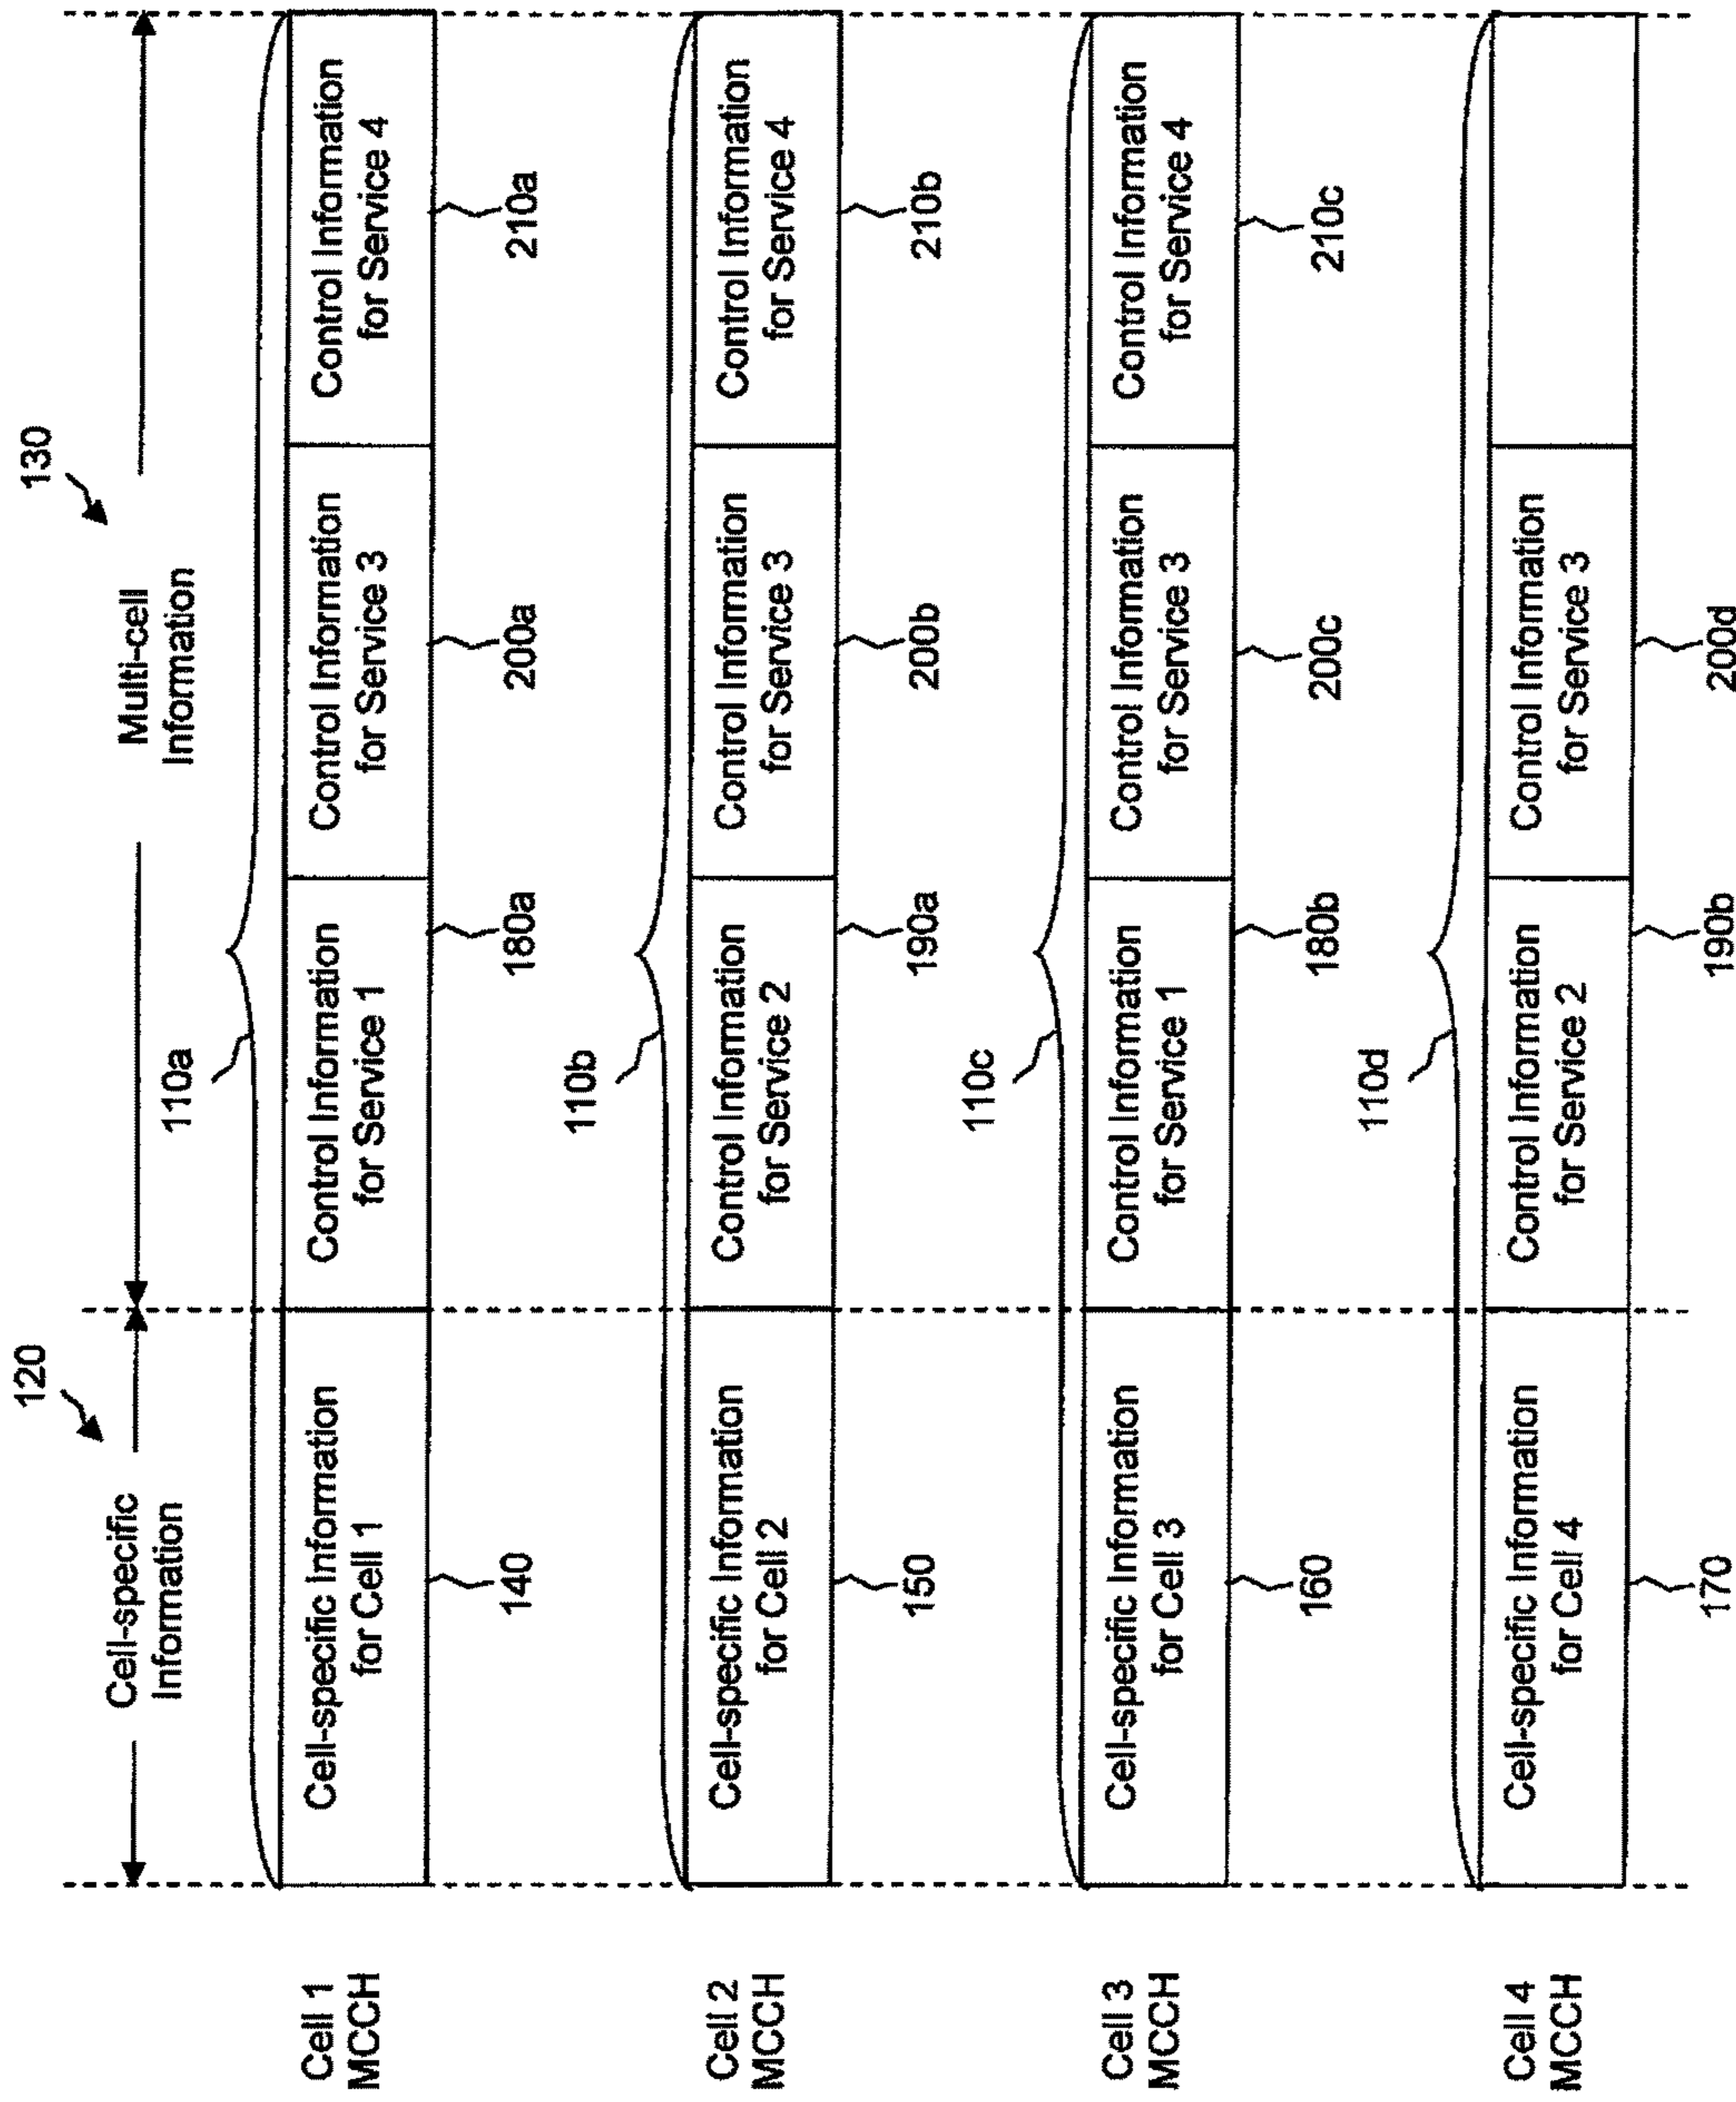 120
130
Cell-specific
Information
Multi-cell
Information
110a
Cell 1
MCCH
Cell-specific Information
for Cell 1
Control Information
for Service 1
Control Information
for Service 3
Control Information
for Service 4
140
180a
200a
210a
110b
Cell 2
MCCH
Cell-specific Information
for Cell 2
Control Information
for Service 2
Control Information
for Service 3
Control Information
for Service 4
150
190a
200b
210b
110c
Cell 3
MCCH
Cell-specific Information
for Cell 3
Control Information
for Service 1
Control Information
for Service 3
Control Information
for Service 4
160
180b
200c
210c
110d
Cell 4
MCCH
Cell-specific Information
for Cell 4
Control Information
for Service 2
Control Information
for Service 3
170
190b
200d